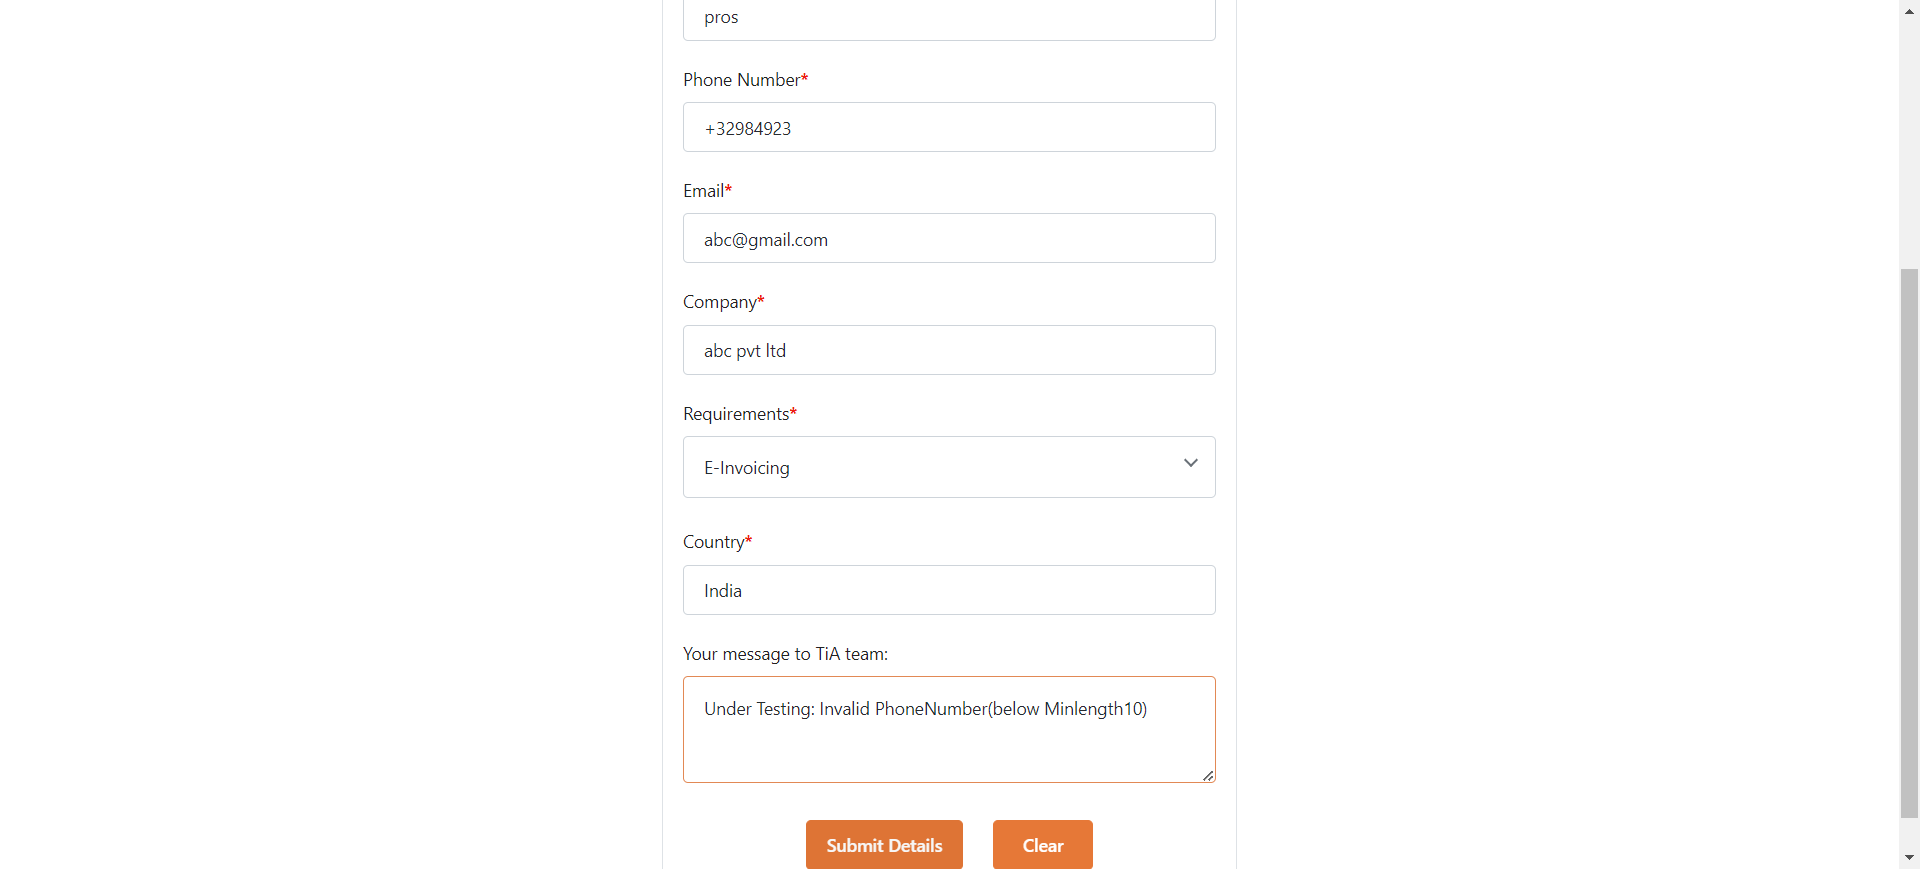 pros
Phone Number*
+32984923
Email*
abc@gmail.com
Company*
abc pvt ltd
Requirements*
E-Invoicing
Country*
India
Your message to TiA team:
Under Testing: Invalid PhoneNumber(below Minlength10)
Submit Details
Clear